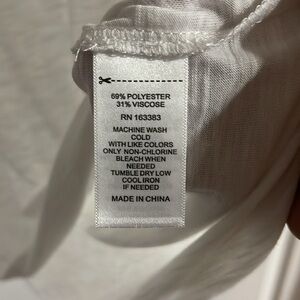 69% POLYESTER
31% VISCOSE
RN 163383
MACHINE WASH
COLD
WITH LIKE COLORS
ONLY NON-CHLORINE
BLEACH WHEN
NEEDED
TUMBLE DRY LOW
COOL IRON
IF NEEDED
MADE IN CHINA